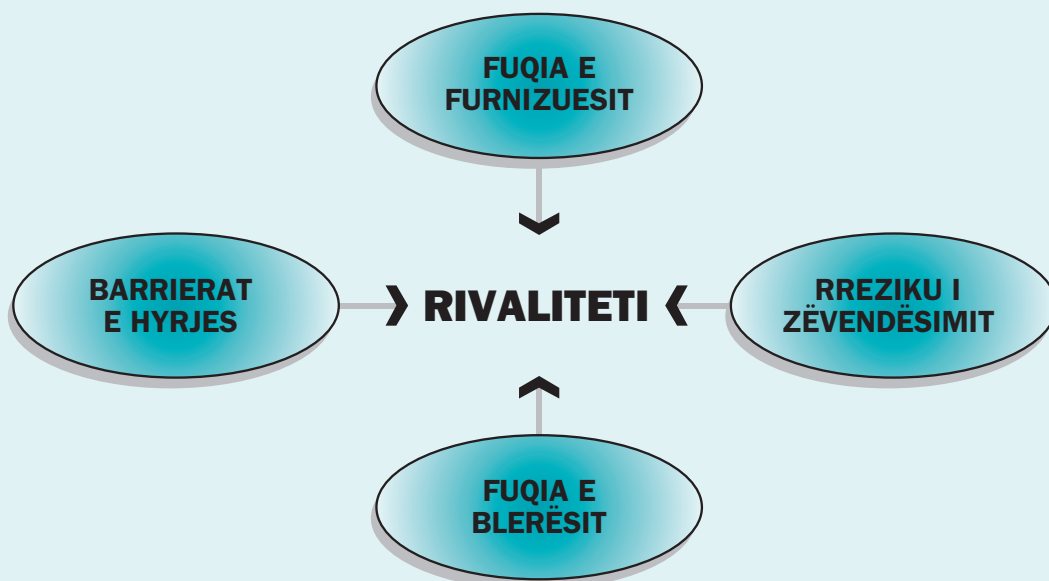 FUQIA E
FURNIZUESIT
BARRIERAT
E HYRJES
RIVALITETI
RREZIKU I
ZËVENDËSIMIT
FUQIA E
BLERËSIT